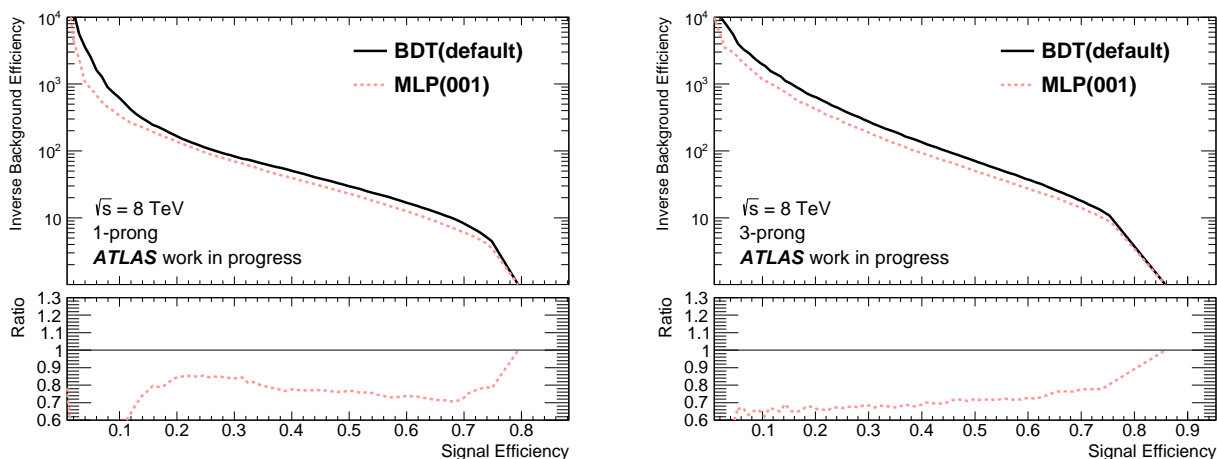 Inverse Background Efficiency
10⁴
10³
10²
10
BDT(default)
MLP(001)
√s = 8 TeV
1-prong
ATLAS work in progress
Ratio
1.3
1.2
1.1
1
0.9
0.8
0.7
0.6
0.1 0.2 0.3 0.4 0.5 0.6 0.7 0.8
Signal Efficiency
Inverse Background Efficiency
10⁴
10³
10²
10
BDT(default)
MLP(001)
√s = 8 TeV
3-prong
ATLAS work in progress
Ratio
1.3
1.2
1.1
1
0.9
0.8
0.7
0.6
0.1 0.2 0.3 0.4 0.5 0.6 0.7 0.8 0.9
Signal Efficiency